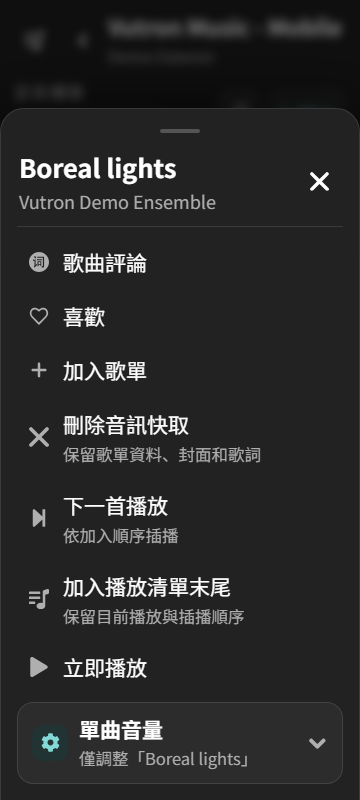 Vutron Music - Mobile
Boreal lights
Vutron Demo Ensemble
词
歌曲評論
喜歡
加入歌單
刪除音訊快取
保留歌單資料、封面和歌詞
下一首播放
依加入順序插播
加入播放清單末尾
保留目前播放與插播順序
立即播放
單曲音量
僅調整「Boreal lights」